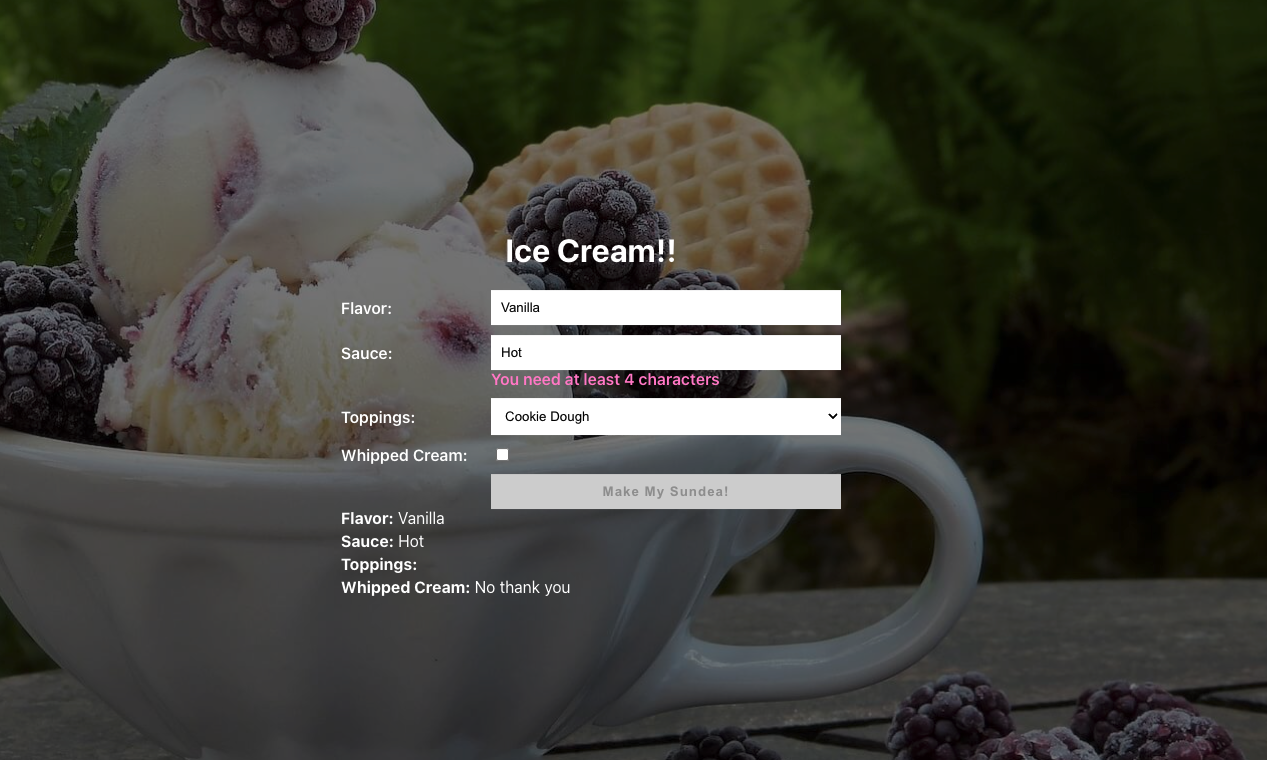 Ice Cream!!
Flavor: Vanilla
Sauce: Hot
You need at least 4 characters
Toppings: Cookie Dough
Whipped Cream:
Make My Sundea!
Flavor: Vanilla
Sauce: Hot
Toppings:
Whipped Cream: No thank you